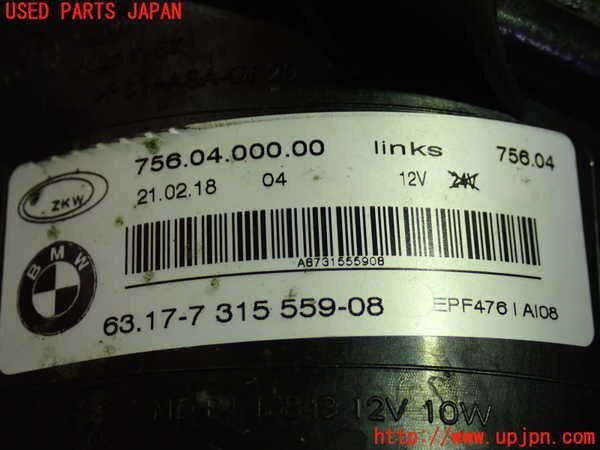 USED PARTS JAPAN
756.04.000.00 links 756.04
21.02.18 04 12V 24V
ZKW
BMW
A6731555908
63.17-7 315 559-08 EPF476 I AI08
12V 10W
http://www.upjpn.com